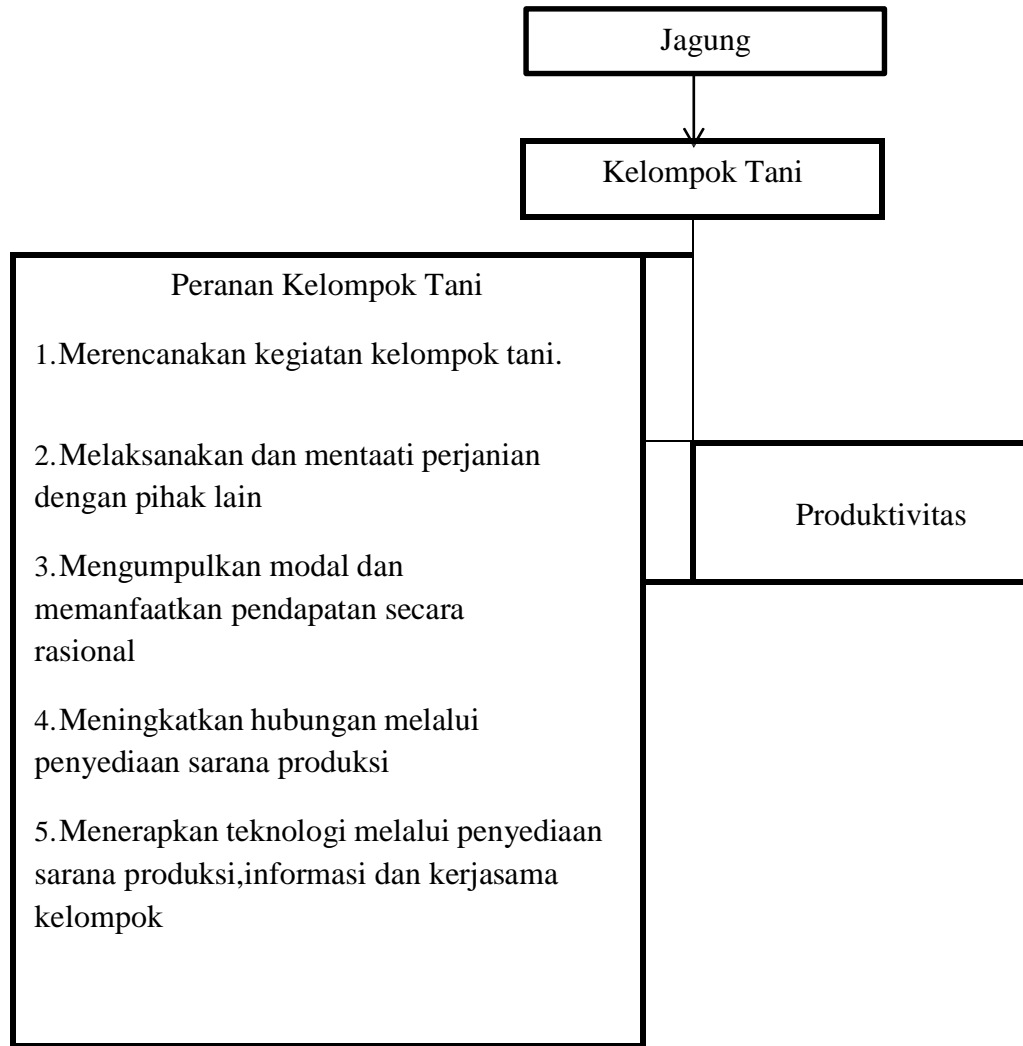 Jagung
Kelompok Tani
Peranan Kelompok Tani
1.Merencanakan kegiatan kelompok tani.
2.Melaksanakan dan mentaati perjanian
dengan pihak lain
3.Mengumpulkan modal dan
memanfaatkan pendapatan secara
rasional
4.Meningkatkan hubungan melalui
penyediaan sarana produksi
5.Menerapkan teknologi melalui penyediaan
sarana produksi,informasi dan kerjasama
kelompok
Produktivitas